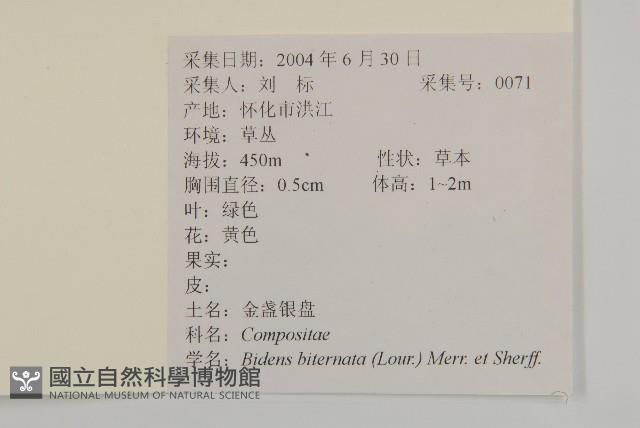 采集日期：2004 年 6 月 30 日
采集人：刘 标 采集号：0071
产地：怀化市洪江
环境：草丛
海拔：450m 性状：草本
胸围直径：0.5cm 体高：1~2m
叶：绿色
花：黄色
果实：
皮：
土名：金盏银盘
科名：Compositae
学名：Bidens biternata (Lour.) Merr. et Sherff.
國立自然科學博物館
NATIONAL MUSEUM OF NATURAL SCIENCE